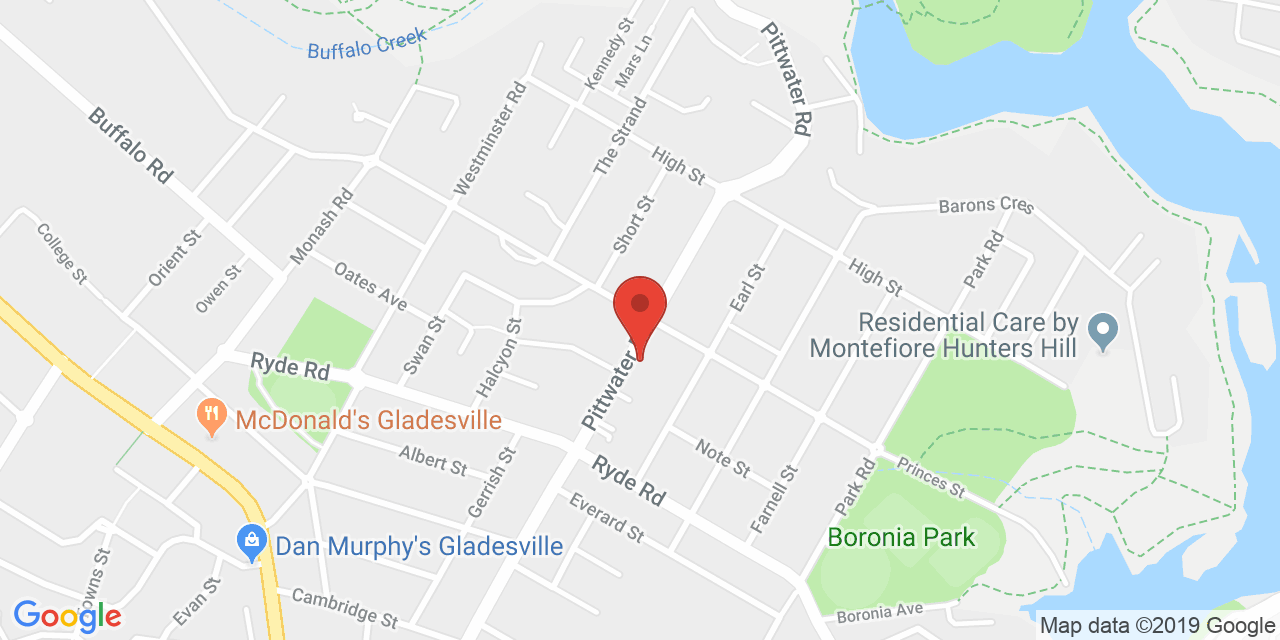 Buffalo Creek
Kennedy St
Mars Ln
Pittwater Rd
Buffalo Rd
Westminster Rd
The Strand
High St
Monash Rd
Short St
Barons Cres
College St
Orient St
Owen St
Oates Ave
Park Rd
Earl St
High St
Swan St
Halcyon St
Residential Care by
Montefiore Hunters Hill
Ryde Rd
Pittwater
McDonald's Gladesville
Albert St
Gerrish St
Ryde Rd
Note St
Farnell St
Park Rd
Princes St
Everard St
Boronia Park
Dan Murphy's Gladesville
owns St
Evan St
Cambridge St
Boronia Ave
Google
Map data ©2019 Google